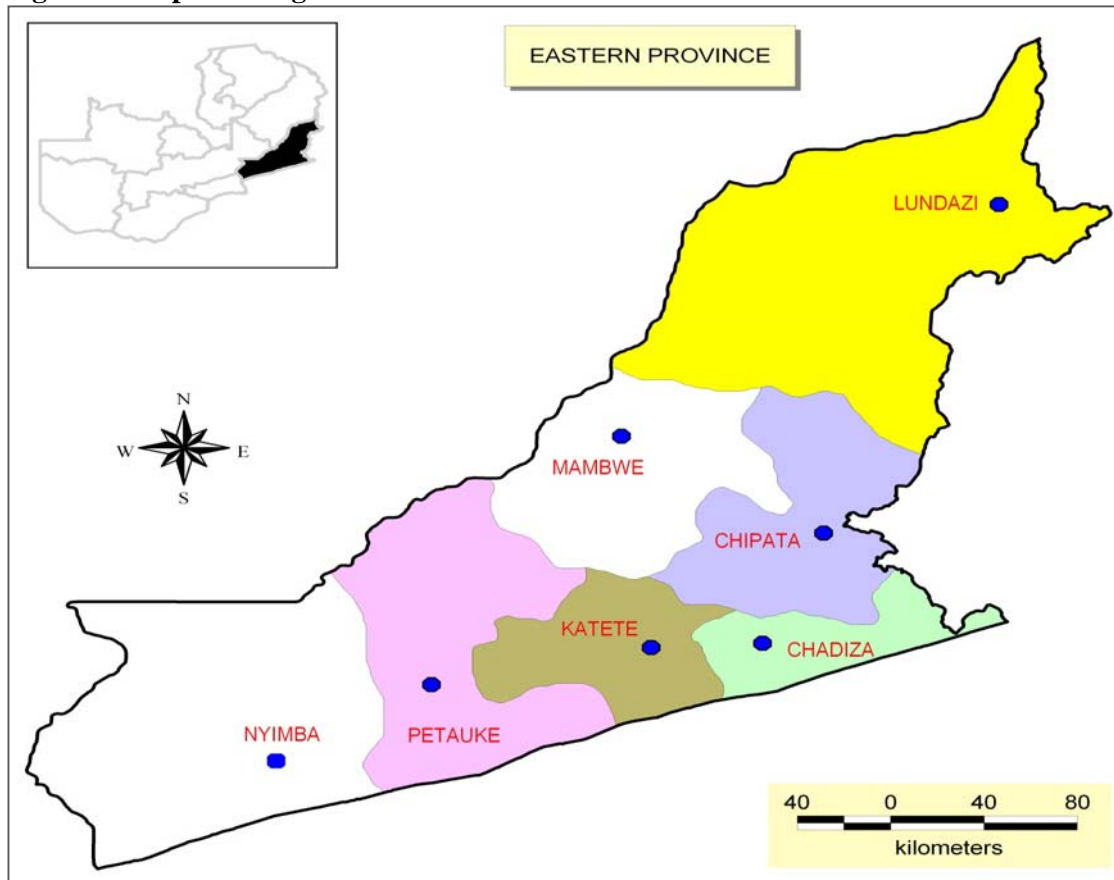 EASTERN PROVINCE
LUNDAZI
N
W E
S
MAMBWE
CHIPATA
KATETE
CHADIZA
NYIMBA
PETAUKE
40 0 40 80
kilometers